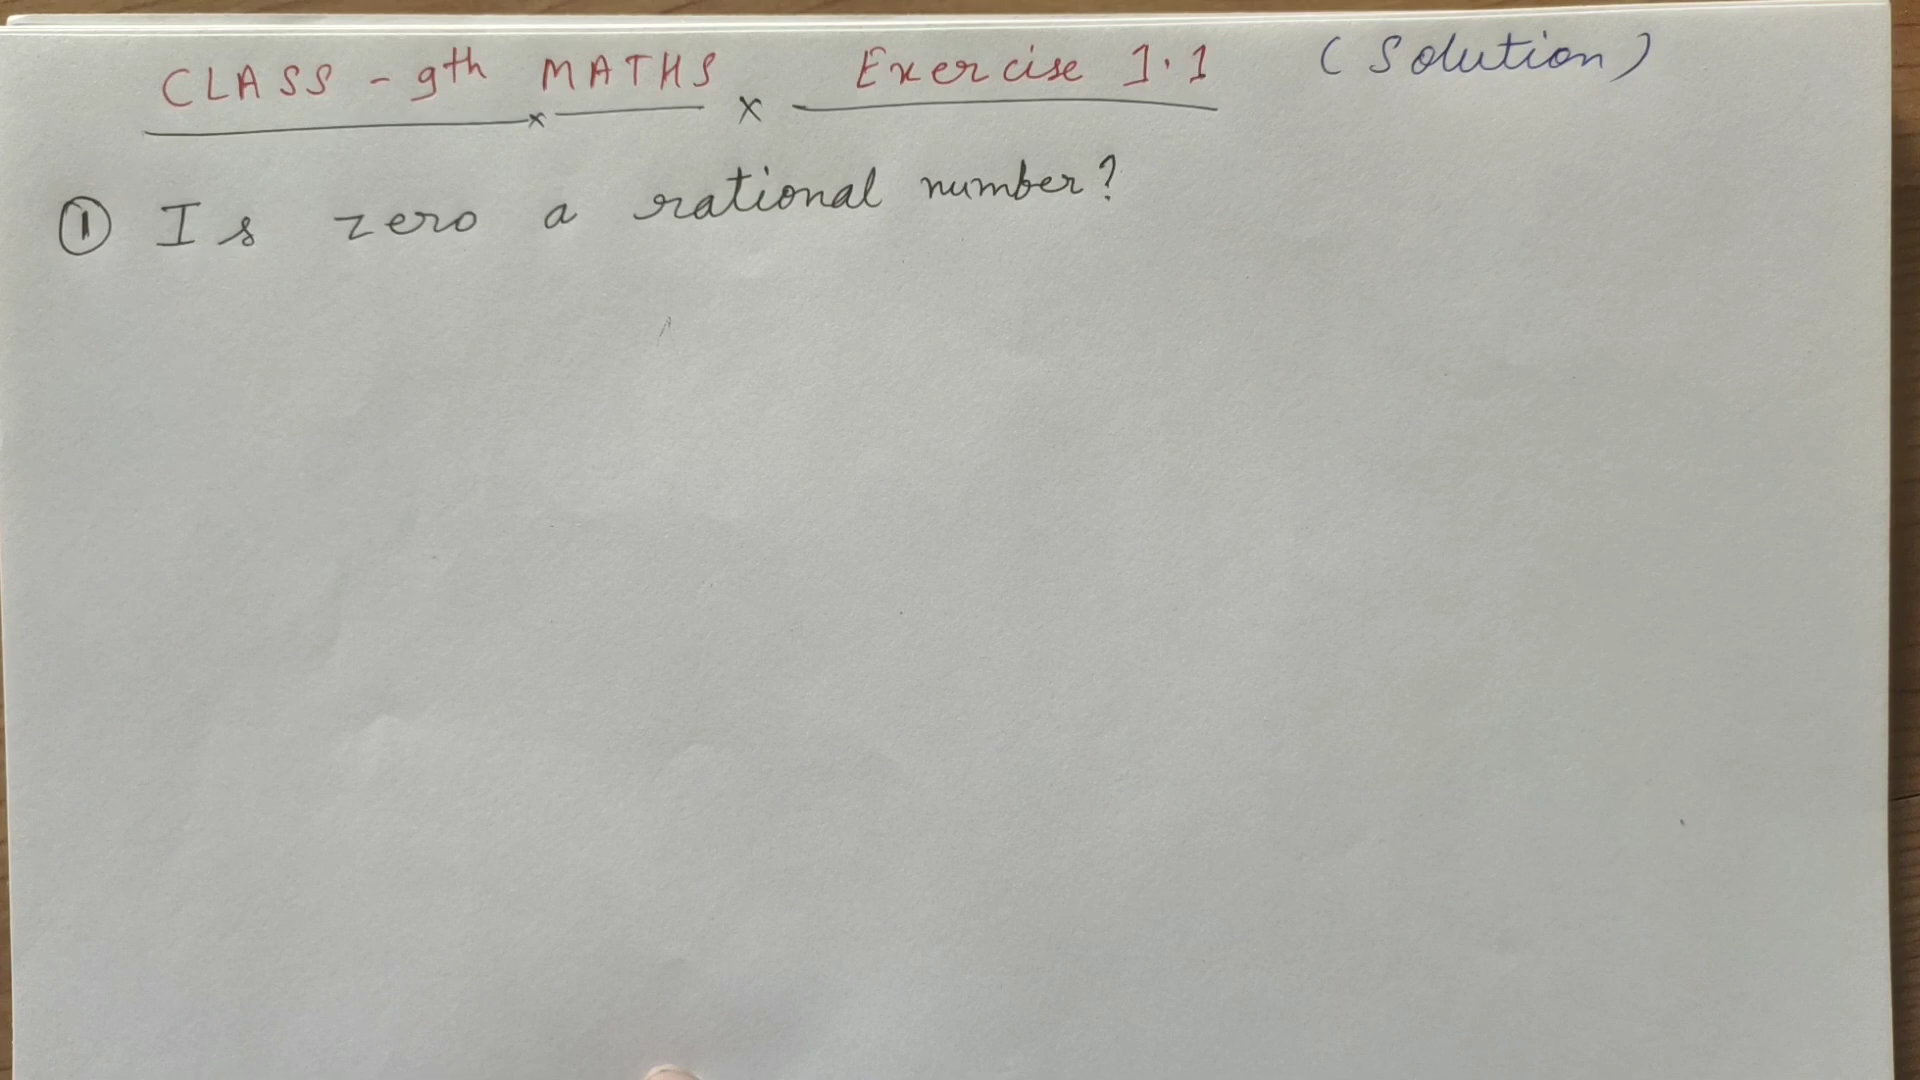 CLASS - 9th MATHS Exercise 1.1 (Solution)
① Is zero a rational number?